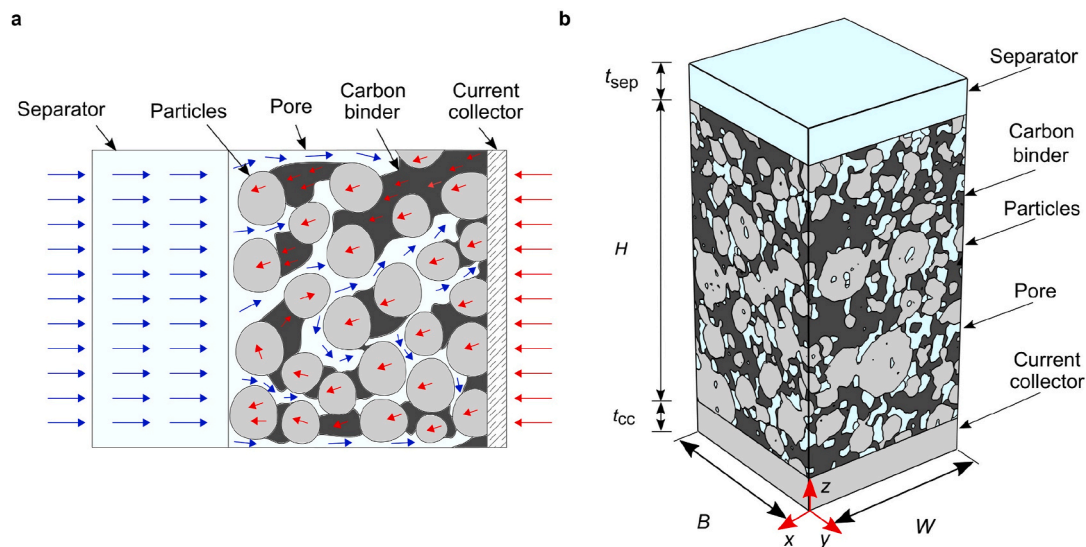 a
Separator
Particles
Pore
Carbon
binder
Current
collector
b
t_sep
H
t_cc
B
W
x
y
z
Separator
Carbon
binder
Particles
Pore
Current
collector